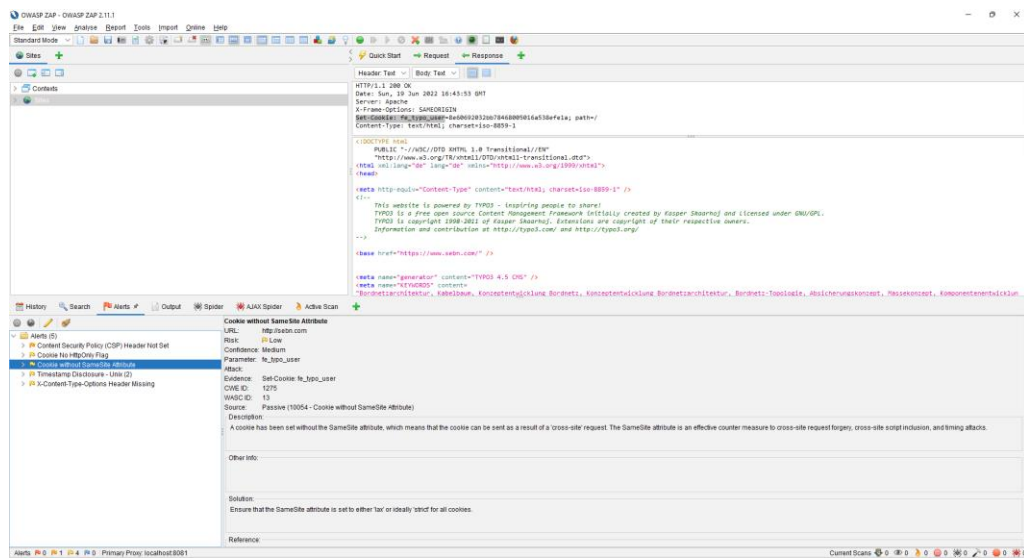 OWASP ZAP - OWASP ZAP 2.11.1
File Edit View Analyse Report Tools Import Online Help
Standard Mode
Sites
Quick Start Request Response
Header: Text Body: Text
Contexts
Sites
HTTP/1.1 200 OK
Date: Sun, 19 Jun 2022 16:43:53 GMT
Server: Apache
X-Frame-Options: SAMEORIGIN
Set-Cookie: fe_typo_user=
; path=/
Content-Type: text/html; charset=iso-8859-1
<!DOCTYPE html
PUBLIC "-//W3C//DTD XHTML 1.0 Transitional//EN"
"http://www.w3.org/TR/xhtml1/DTD/xhtml1-transitional.dtd">
<html xml:lang="de" lang="de" xmlns="http://www.w3.org/1999/xhtml">
<head>
<meta http-equiv="Content-Type" content="text/html; charset=iso-8859-1" />
<!--
This website is powered by TYPO3 - inspiring people to share!
TYPO3 is a free open source Content Management Framework initially created by Kasper Skaarhoj and licensed under GNU/GPL.
TYPO3 is copyright 1998-2011 of Kasper Skaarhoj. Extensions are copyright of their respective owners.
Information and contribution at http://typo3.com/ and http://typo3.org/
-->
<base href="https://www.sebn.com/" />
<meta name="generator" content="TYPO3 4.5 CMS" />
<meta name="KEYWORDS" content=
"Bordnetzarchitektur, Kabelbaum, Konzeptentwicklung Bordnetz, Konzeptentwicklung Bordnetzarchitektur, Bordnetz-Topologie, Absicherungskonzept, Massekonzept, Komponentenentwicklun
History Search Alerts Output Spider AJAX Spider Active Scan
Alerts (5)
Content Security Policy (CSP) Header Not Set
Cookie No HttpOnly Flag
Cookie without SameSite Attribute
Timestamp Disclosure - Unix (2)
X-Content-Type-Options Header Missing
Cookie without SameSite Attribute
URL: http://sebn.com
Risk: Low
Confidence: Medium
Parameter: fe_typo_user
Attack:
Evidence: Set-Cookie: fe_typo_user
CWE ID: 1275
WASC ID: 13
Source: Passive (10054 - Cookie without SameSite Attribute)
Description:
A cookie has been set without the SameSite attribute, which means that the cookie can be sent as a result of a 'cross-site' request. The SameSite attribute is an effective counter measure to cross-site request forgery, cross-site script inclusion, and timing attacks.
Other Info:
Solution:
Ensure that the SameSite attribute is set to either 'lax' or ideally 'strict' for all cookies.
Reference:
Alerts 0 1 4 0 Primary Proxy: localhost:8081
Current Scans 0 0 0 0 0 0 0